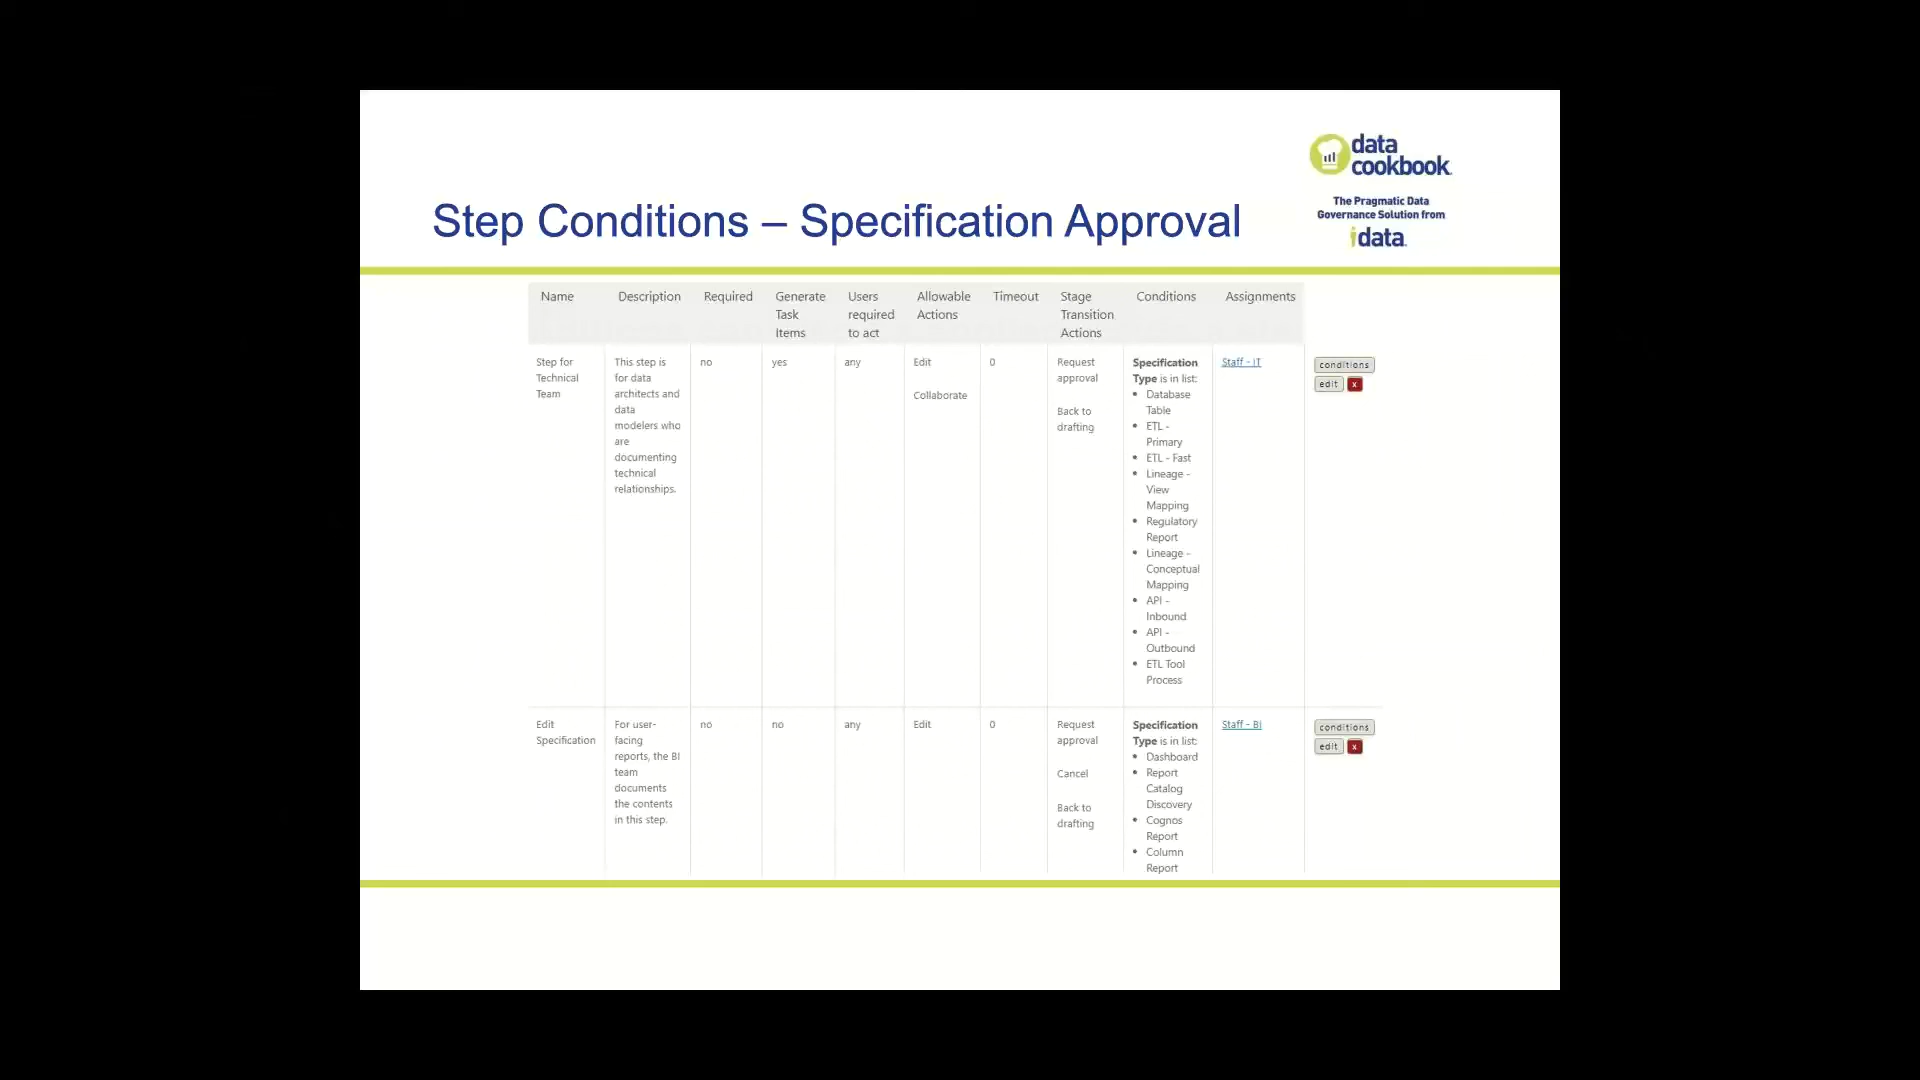 data
cookbook.
The Pragmatic Data
Governance Solution from
idata.
Step Conditions – Specification Approval
Name
Description
Required
Generate
Task
Items
Users
required
to act
Allowable
Actions
Timeout
Stage
Transition
Actions
Conditions
Assignments
Step for
Technical
Team
This step is
for data
architects and
data
modelers who
are
documenting
technical
relationships.
no
yes
any
Edit
Collaborate
0
Request
approval
Back to
drafting
Specification
Type is in list:
• Database
Table
• ETL -
Primary
• ETL - Fast
• Lineage -
View
Mapping
• Regulatory
Report
• Lineage -
Conceptual
Mapping
• API -
Inbound
• API -
Outbound
• ETL Tool
Process
Staff - IT
conditions
edit x
Edit
Specification
For user-
facing
reports, the BI
team
documents
the contents
in this step.
no
no
any
Edit
0
Request
approval
Cancel
Back to
drafting
Specification
Type is in list:
• Dashboard
• Report
Catalog
Discovery
• Cognos
Report
• Column
Report
Staff - BI
conditions
edit x